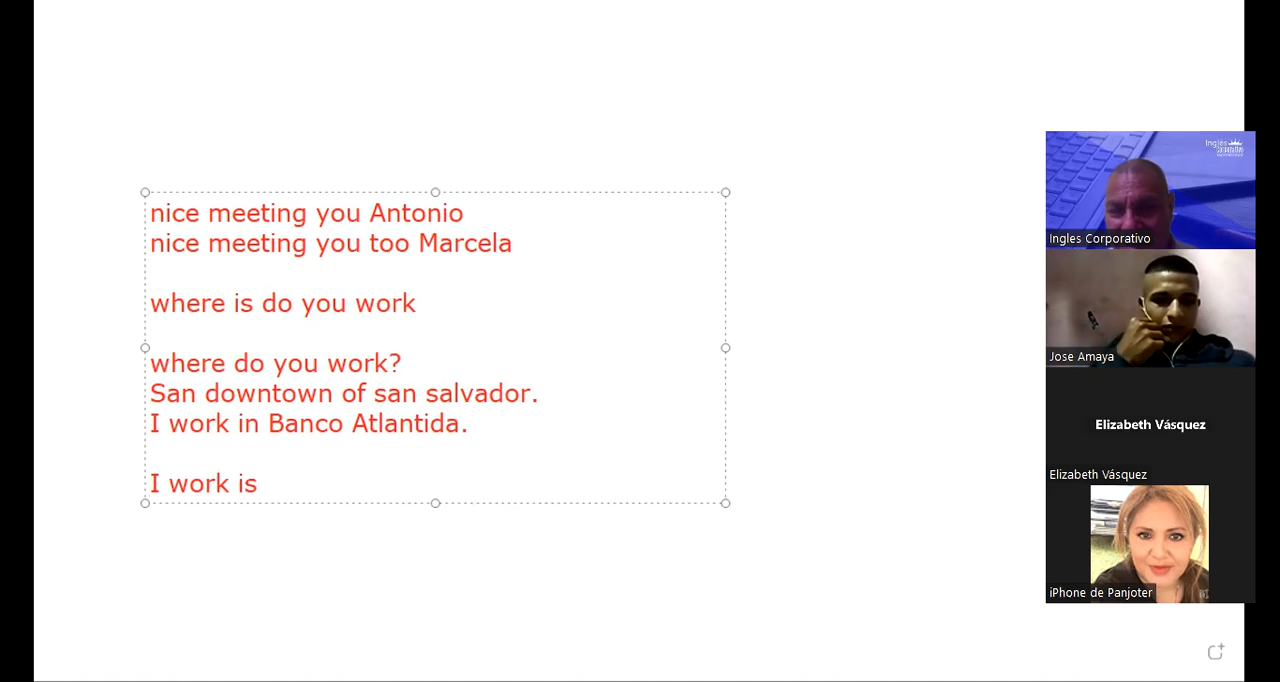 nice meeting you Antonio
nice meeting you too Marcela
where is do you work
where do you work?
San downtown of san salvador.
I work in Banco Atlantida.
I work is
Ingles
Corporativo
Ingles Corporativo
Jose Amaya
Elizabeth Vásquez
Elizabeth Vásquez
iPhone de Panjoter